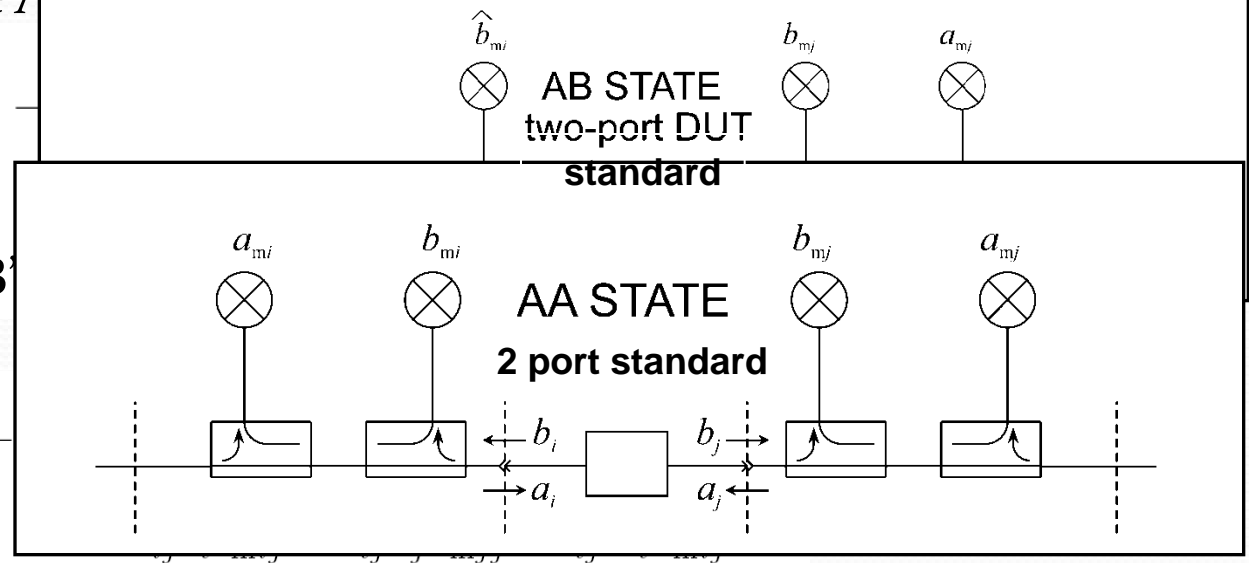 b̂mi bmj amj
AB STATE
two-port DUT
standard
ami bmi bmj amj
AA STATE
2 port standard
bi bj
ai aj